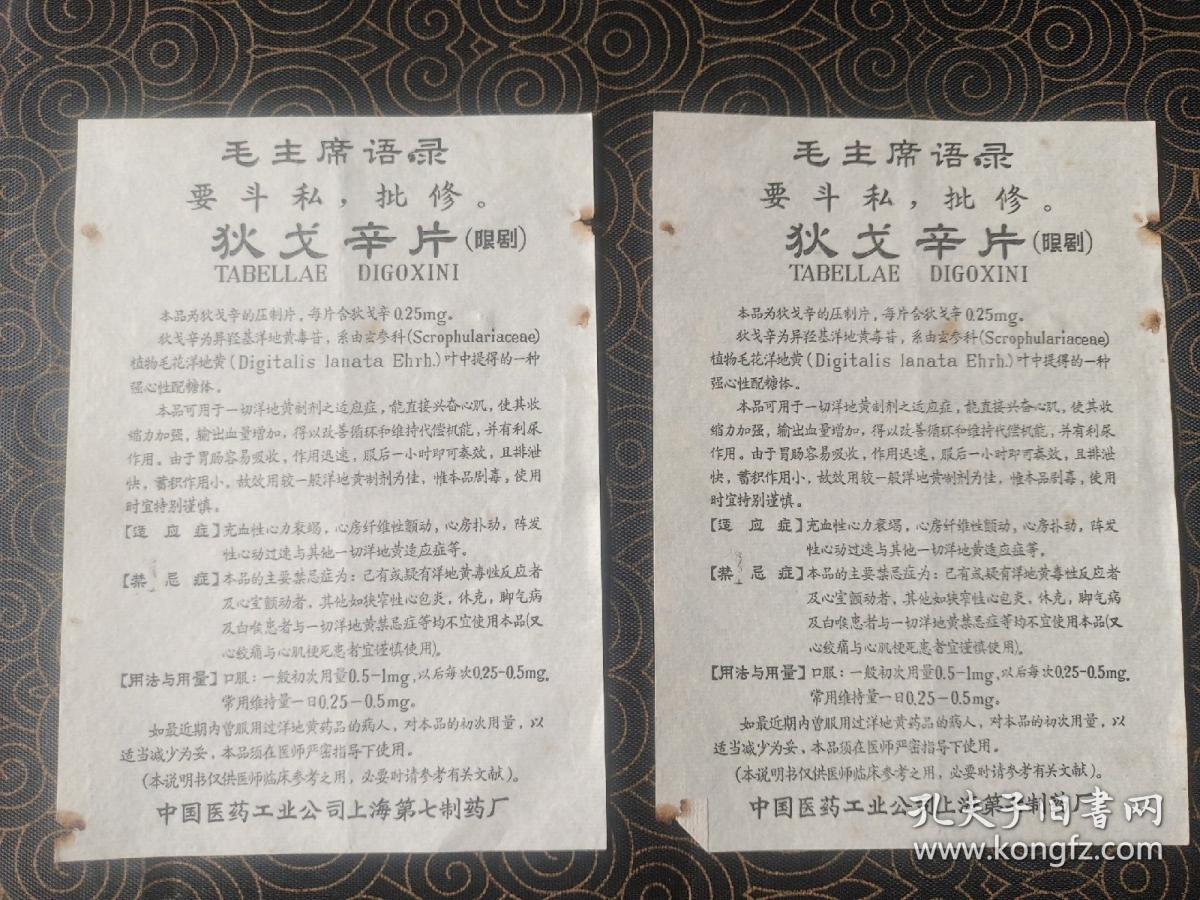 毛主席语录
要斗私，批修。
狄戈辛片(限剧)
TABELLAE DIGOXINI
本品为狄戈辛的压制片，每片含狄戈辛0.25mg。
狄戈辛为异羟基洋地黄毒苷，系由玄参科(Scrophulariaceae)
植物毛花洋地黄(Digitalis lanata Ehrh.)叶中提得的一种
强心性配糖体。
本品可用于一切洋地黄制剂之适应症，能直接兴奋心肌，使其收
缩力加强，输出血量增加，得以改善循环和维持代偿机能，并有利尿
作用。由于胃肠容易吸收，作用迅速，服后一小时即可奏效，且排泄
快，蓄积作用小，故效用较一般洋地黄制剂为佳，惟本品剧毒，使用
时宜特别谨慎。
【适应症】充血性心力衰竭，心房纤维性颤动，心房扑动，阵发
性心动过速与其他一切洋地黄适应症等。
【禁忌症】本品的主要禁忌症为：已有或疑有洋地黄毒性反应者
及心室颤动者，其他如狭窄性心包炎，休克，脚气病
及白喉患者与一切洋地黄禁忌症等均不宜使用本品(又
心绞痛与心肌梗死患者宜谨慎使用)。
【用法与用量】口服：一般初次用量0.5-1mg，以后每次0.25-0.5mg。
常用维持量一日0.25-0.5mg。
如最近期内曾服用过洋地黄药品的病人，对本品的初次用量，以
适当减少为妥，本品须在医师严密指导下使用。
(本说明书仅供医师临床参考之用，必要时请参考有关文献)。
中国医药工业公司上海第七制药厂
毛主席语录
要斗私，批修。
狄戈辛片(限剧)
TABELLAE DIGOXINI
本品为狄戈辛的压制片，每片含狄戈辛0.25mg。
狄戈辛为异羟基洋地黄毒苷，系由玄参科(Scrophulariaceae)
植物毛花洋地黄(Digitalis lanata Ehrh.)叶中提得的一种
强心性配糖体。
本品可用于一切洋地黄制剂之适应症，能直接兴奋心肌，使其收
缩力加强，输出血量增加，得以改善循环和维持代偿机能，并有利尿
作用。由于胃肠容易吸收，作用迅速，服后一小时即可奏效，且排泄
快，蓄积作用小，故效用较一般洋地黄制剂为佳，惟本品剧毒，使用
时宜特别谨慎。
【适应症】充血性心力衰竭，心房纤维性颤动，心房扑动，阵发
性心动过速与其他一切洋地黄适应症等。
【禁忌症】本品的主要禁忌症为：已有或疑有洋地黄毒性反应者
及心室颤动者，其他如狭窄性心包炎，休克，脚气病
及白喉患者与一切洋地黄禁忌症等均不宜使用本品(又
心绞痛与心肌梗死患者宜谨慎使用)。
【用法与用量】口服：一般初次用量0.5-1mg，以后每次0.25-0.5mg。
常用维持量一日0.25-0.5mg。
如最近期内曾服用过洋地黄药品的病人，对本品的初次用量，以
适当减少为妥，本品须在医师严密指导下使用。
(本说明书仅供医师临床参考之用，必要时请参考有关文献)。
中国医药工业公司上海第七制药厂
孔夫子旧书网
www.kongfz.com